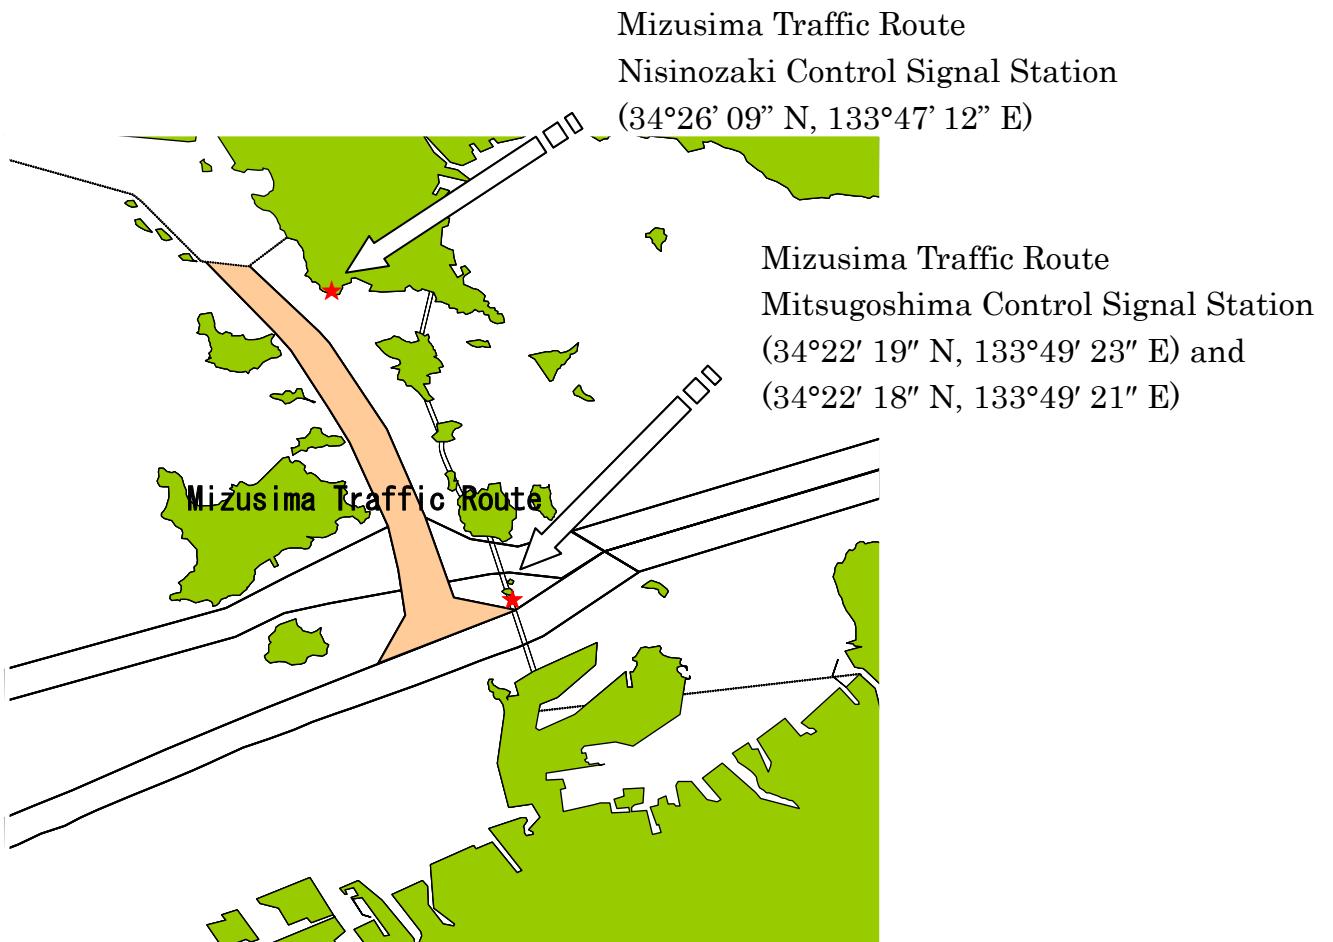 Mizusima Traffic Route
Nisinozaki Control Signal Station
(34°26’ 09” N, 133°47’ 12” E)
Mizusima Traffic Route
Mitsugoshima Control Signal Station
(34°22′ 19″ N, 133°49′ 23″ E) and
(34°22′ 18″ N, 133°49′ 21″ E)
Mizusima Traffic Route